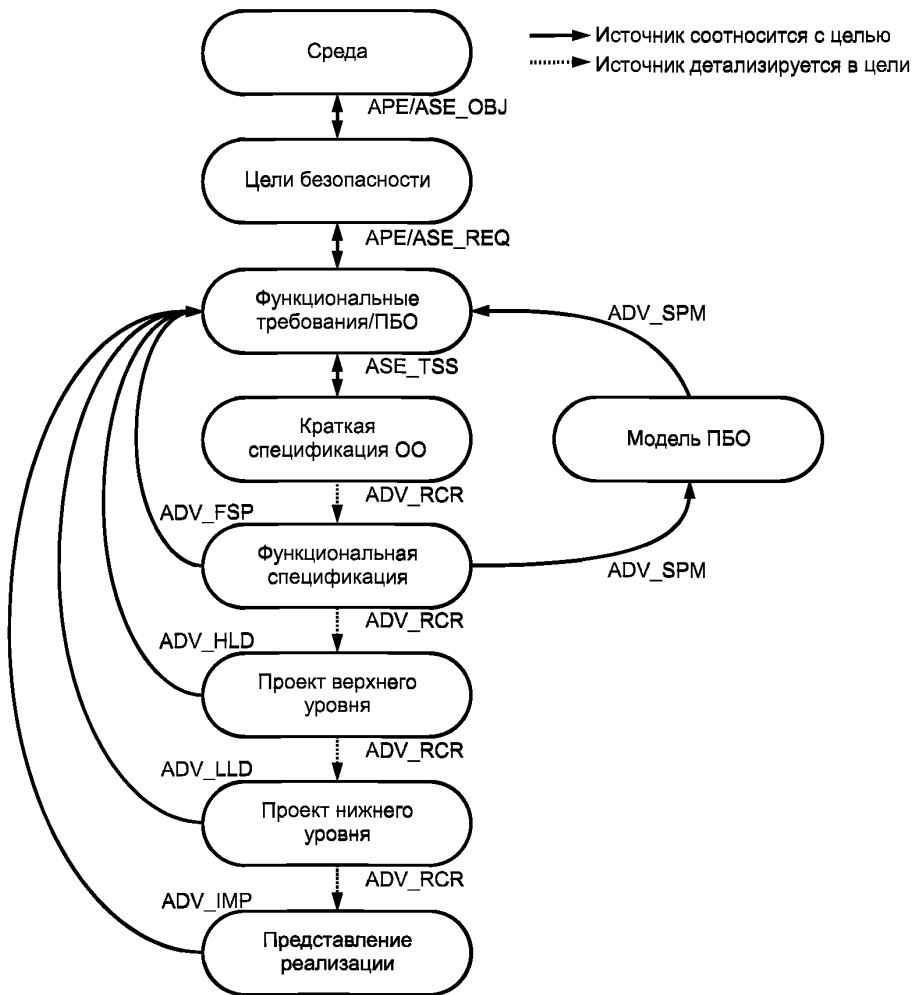 Источник соотносится с целью
Источник детализируется в цели
Среда
APE/ASE_OBJ
Цели безопасности
APE/ASE_REQ
Функциональные
требования/ПБО
ADV_SPM
ASE_TSS
Краткая
спецификация ОО
Модель ПБО
ADV_RCR
ADV_FSP
Функциональная
спецификация
ADV_SPM
ADV_RCR
ADV_HLD
Проект верхнего
уровня
ADV_RCR
ADV_LLD
Проект нижнего
уровня
ADV_RCR
ADV_IMP
Представление
реализации